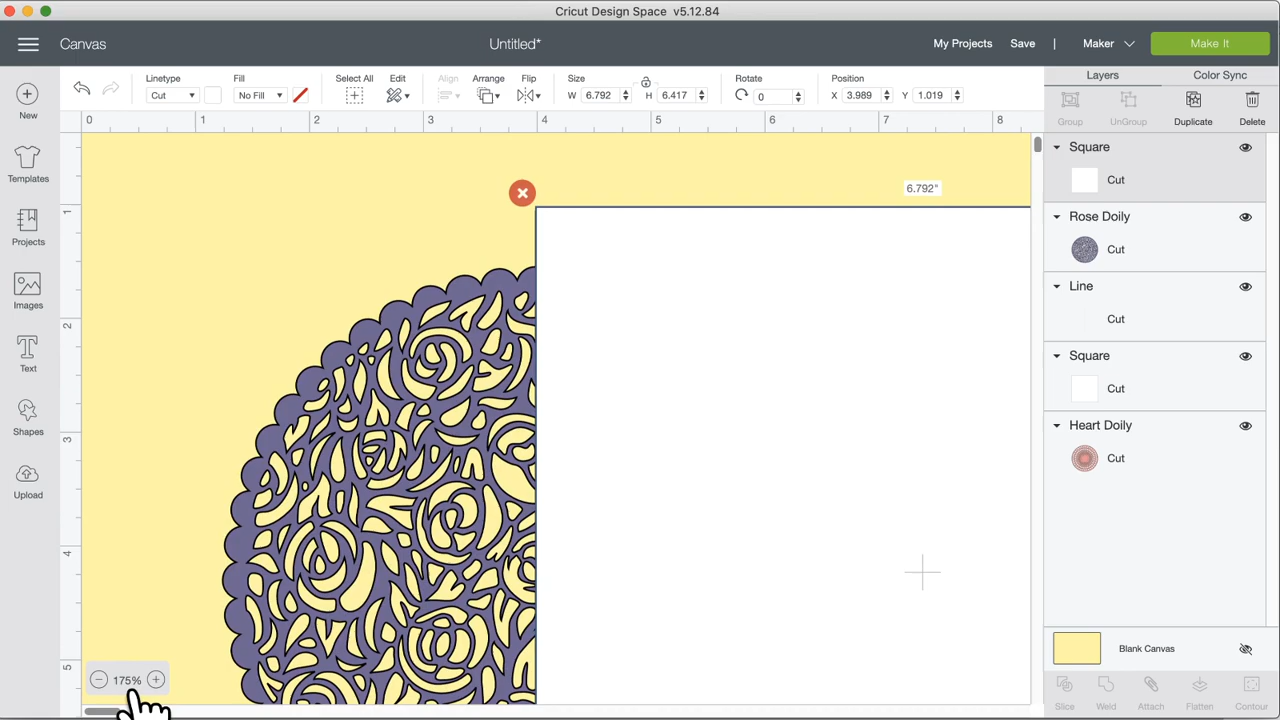 Cricut Design Space v5.12.84
Canvas
Untitled*
My Projects
Save
|
Maker
Make It
Linetype
Cut
Fill
No Fill
Select All
Edit
Align
Arrange
Flip
Size
W 6.792
H 6.417
Rotate
0
Position
X 3.989
Y 1.019
Layers
Color Sync
Group
UnGroup
Duplicate
Delete
New
Templates
Projects
Images
Text
Shapes
Upload
0 1 2 3 4 5 6 7 8
1
2
3
4
5
6.792"
175%
Square
Cut
Rose Doily
Cut
Line
Cut
Square
Cut
Heart Doily
Cut
Blank Canvas
Slice
Weld
Attach
Flatten
Contour